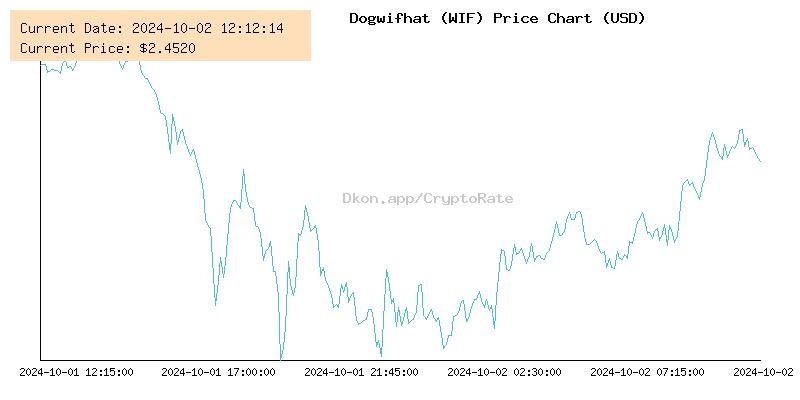 Dogwifhat (WIF) Price Chart (USD)
Current Date: 2024-10-02 12:12:14
Current Price: $2.4520
Dkon.app/CryptoRate
2024-10-01 12:15:00 2024-10-01 17:00:00 2024-10-01 21:45:00 2024-10-02 02:30:00 2024-10-02 07:15:00 2024-10-02